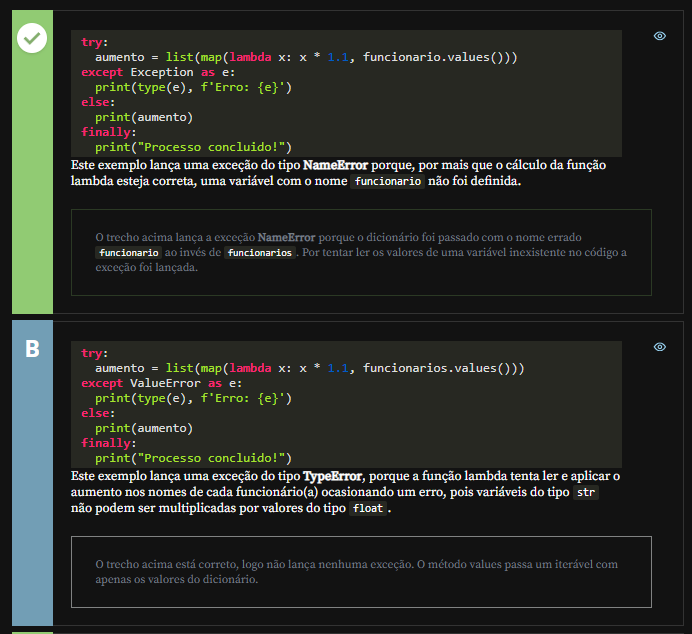 try:
aumento = list(map(lambda x: x * 1.1, funcionario.values()))
except Exception as e:
print(type(e), f'Erro: {e}')
else:
print(aumento)
finally:
print("Processo concluido!")
Este exemplo lança uma exceção do tipo NameError porque, por mais que o cálculo da função
lambda esteja correta, uma variável com o nome funcionario não foi definida.
O trecho acima lança a exceção NameError porque o dicionário foi passado com o nome errado
funcionario ao invés de funcionarios. Por tentar ler os valores de uma variável inexistente no código a
exceção foi lançada.
B
try:
aumento = list(map(lambda x: x * 1.1, funcionarios.values()))
except ValueError as e:
print(type(e), f'Erro: {e}')
else:
print(aumento)
finally:
print("Processo concluido!")
Este exemplo lança uma exceção do tipo TypeError, porque a função lambda tenta ler e aplicar o
aumento nos nomes de cada funcionário(a) ocasionando um erro, pois variáveis do tipo str
não podem ser multiplicadas por valores do tipo float.
O trecho acima está correto, logo não lança nenhuma exceção. O método values passa um iterável com
apenas os valores do dicionário.